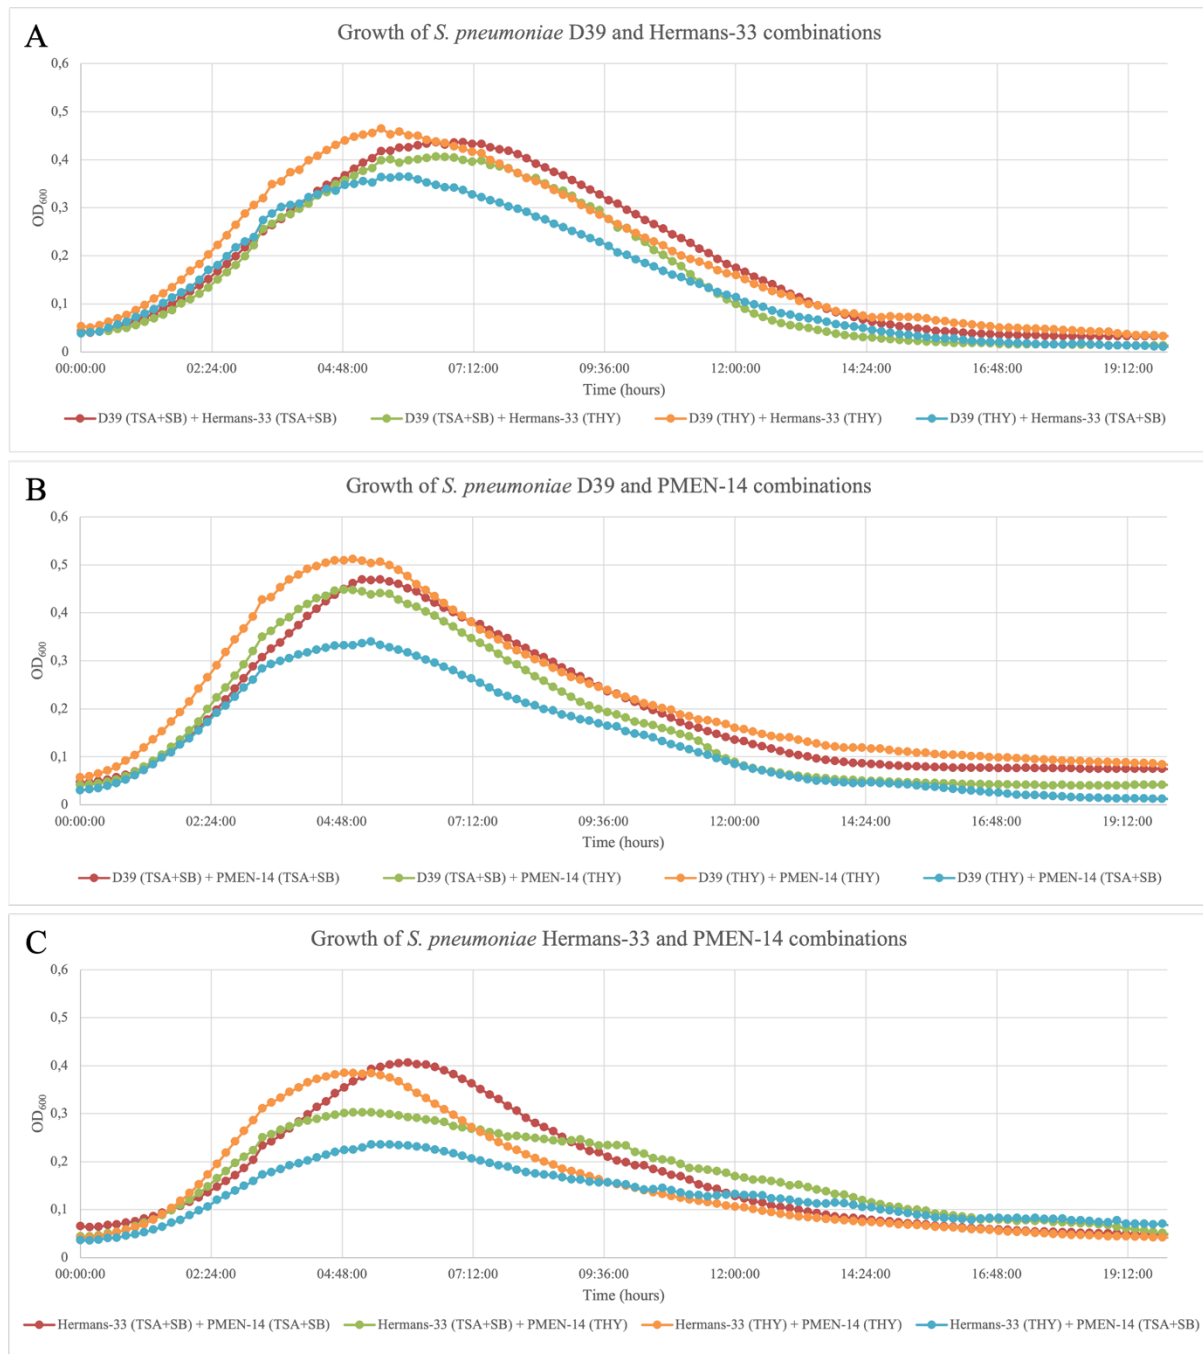 A
Growth of S. pneumoniae D39 and Hermans-33 combinations
0,6
0,5
0,4
0,3
0,2
0,1
0
OD600
00:00:00 02:24:00 04:48:00 07:12:00 09:36:00 12:00:00 14:24:00 16:48:00 19:12:00
Time (hours)
D39 (TSA+SB) + Hermans-33 (TSA+SB) D39 (TSA+SB) + Hermans-33 (THY) D39 (THY) + Hermans-33 (THY) D39 (THY) + Hermans-33 (TSA+SB)
B
Growth of S. pneumoniae D39 and PMEN-14 combinations
0,6
0,5
0,4
0,3
0,2
0,1
0
OD600
00:00:00 02:24:00 04:48:00 07:12:00 09:36:00 12:00:00 14:24:00 16:48:00 19:12:00
Time (hours)
D39 (TSA+SB) + PMEN-14 (TSA+SB) D39 (TSA+SB) + PMEN-14 (THY) D39 (THY) + PMEN-14 (THY) D39 (THY) + PMEN-14 (TSA+SB)
C
Growth of S. pneumoniae Hermans-33 and PMEN-14 combinations
0,6
0,5
0,4
0,3
0,2
0,1
0
OD600
00:00:00 02:24:00 04:48:00 07:12:00 09:36:00 12:00:00 14:24:00 16:48:00 19:12:00
Time (hours)
Hermans-33 (TSA+SB) + PMEN-14 (TSA+SB) Hermans-33 (TSA+SB) + PMEN-14 (THY) Hermans-33 (THY) + PMEN-14 (THY) Hermans-33 (THY) + PMEN-14 (TSA+SB)